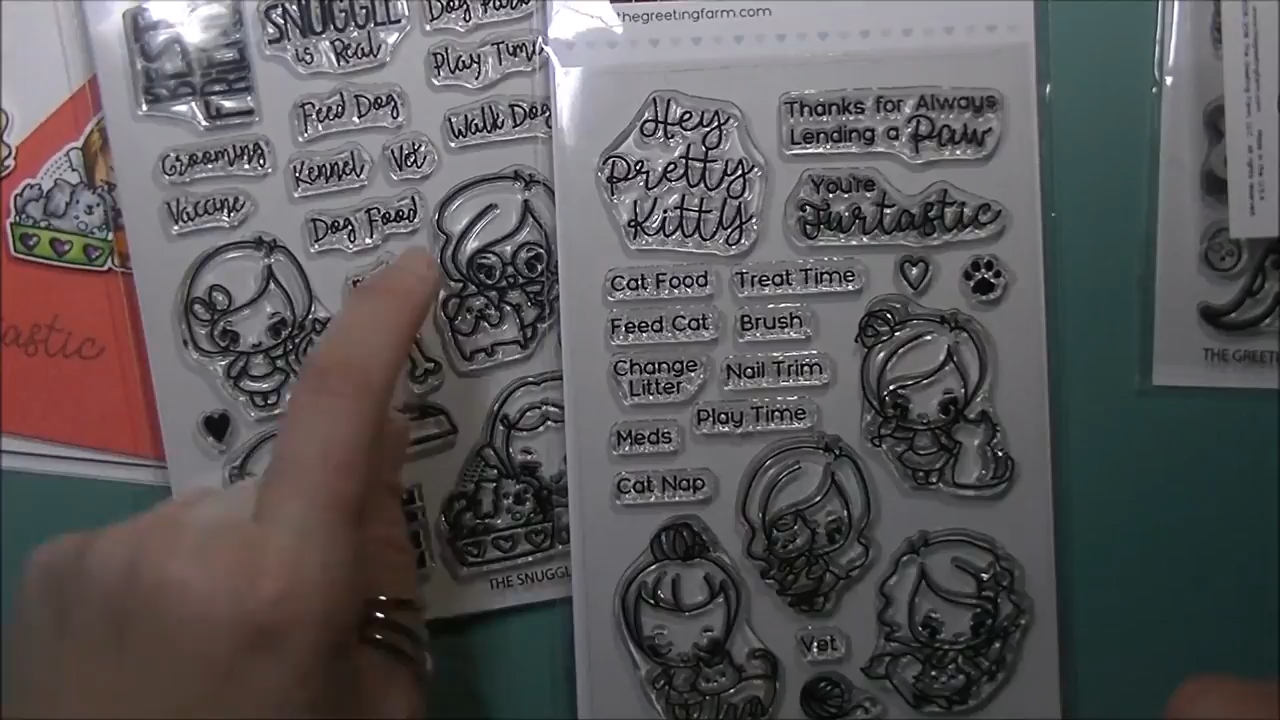 thegreetingfarm.com
BEST
SNUGGLE
is Real
Play Time
Feed Dog
Walk Dog
Grooming
Kennel
Vet
Vaccine
Dog Food
THE SNUGGL
astic
Hey
Pretty
Kitty
Thanks for Always
Lending a Paw
You're
Furtastic
Cat Food
Treat Time
Feed Cat
Brush
Change
Litter
Nail Trim
Play Time
Meds
Cat Nap
Vet
THE GREETI